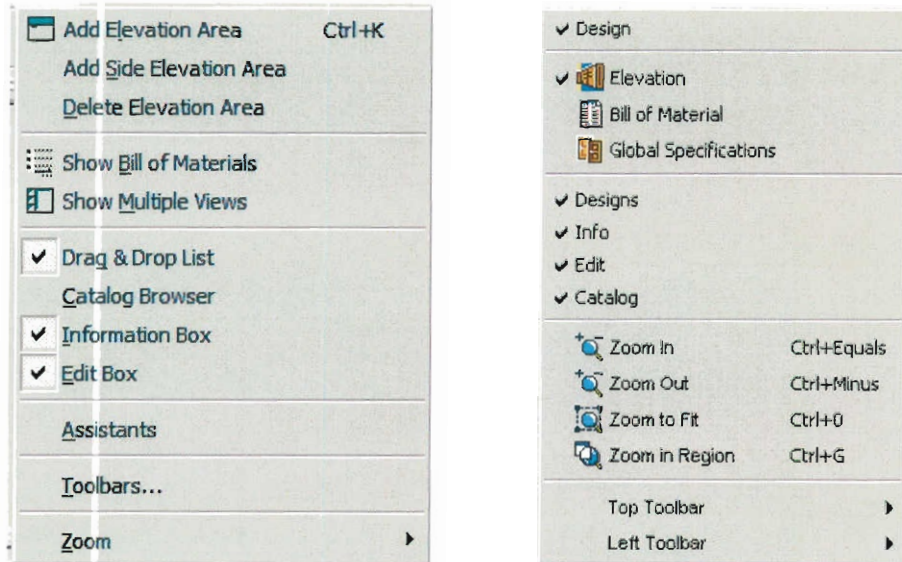 Add Elevation Area Ctrl+K
Add Side Elevation Area
Delete Elevation Area
Show Bill of Materials
Show Multiple Views
Drag & Drop List
Catalog Browser
Information Box
Edit Box
Assistants
Toolbars...
Zoom
Design
Elevation
Bill of Material
Global Specifications
Designs
Info
Edit
Catalog
Zoom In Ctrl+Equals
Zoom Out Ctrl+Minus
Zoom to Fit Ctrl+0
Zoom in Region Ctrl+G
Top Toolbar
Left Toolbar